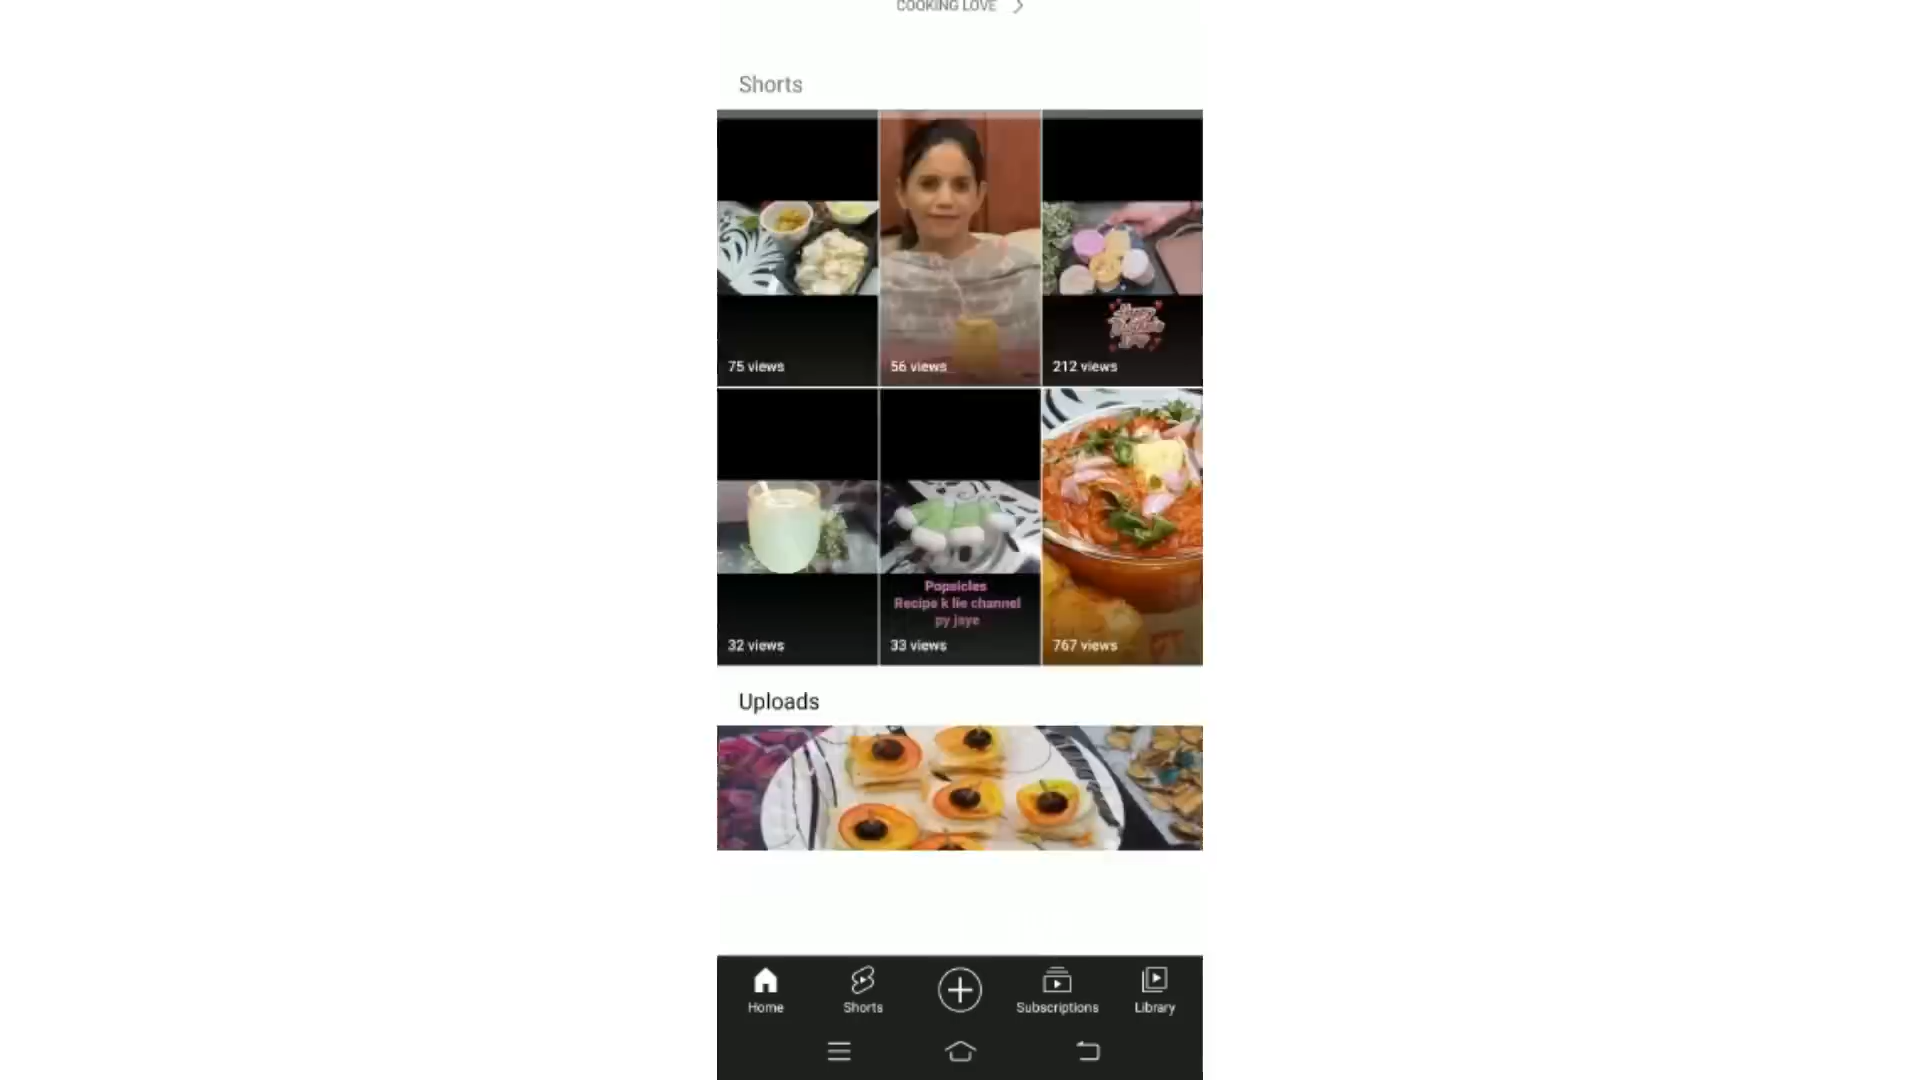 COOKING LOVE
Shorts
75 views
56 views
212 views
Popsicles
Recipe k lie channel
py jaye
32 views
33 views
767 views
Uploads
Home
Shorts
Subscriptions
Library